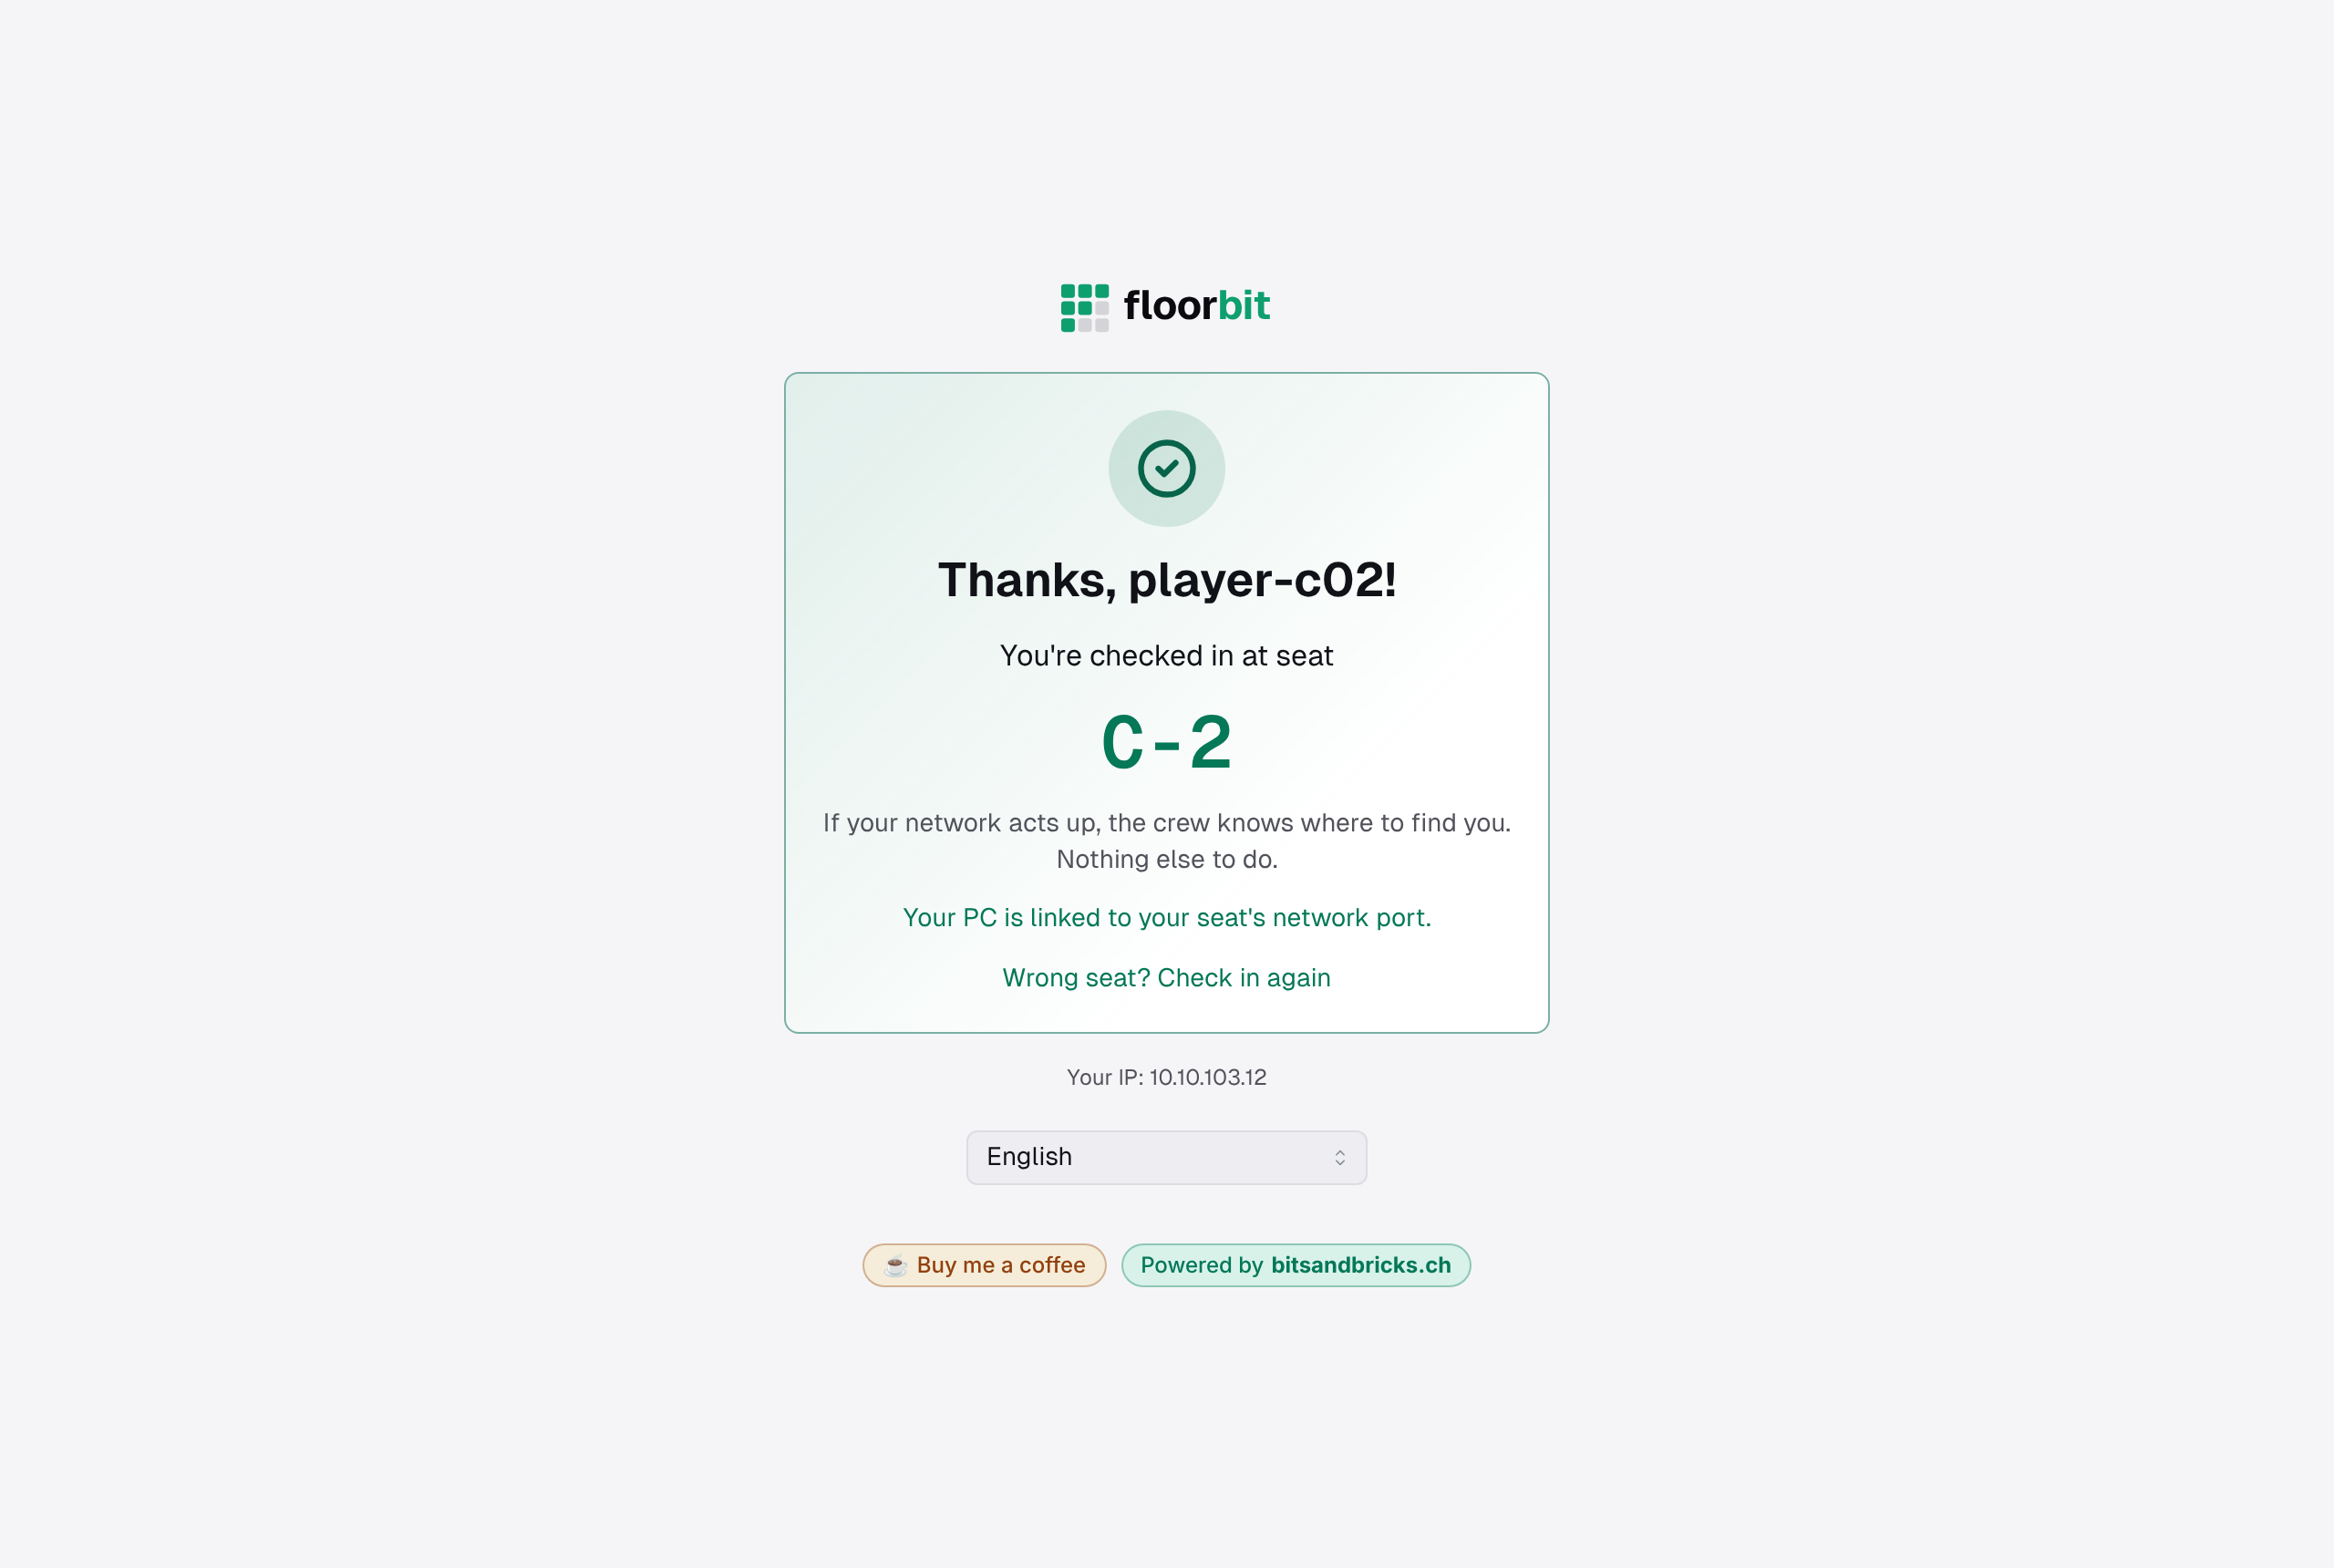 floorbit
Thanks, player-c02!
You're checked in at seat
C-2
If your network acts up, the crew knows where to find you.
Nothing else to do.
Your PC is linked to your seat's network port.
Wrong seat? Check in again
Your IP: 10.10.103.12
English
☕ Buy me a coffee
Powered by bitsandbricks.ch